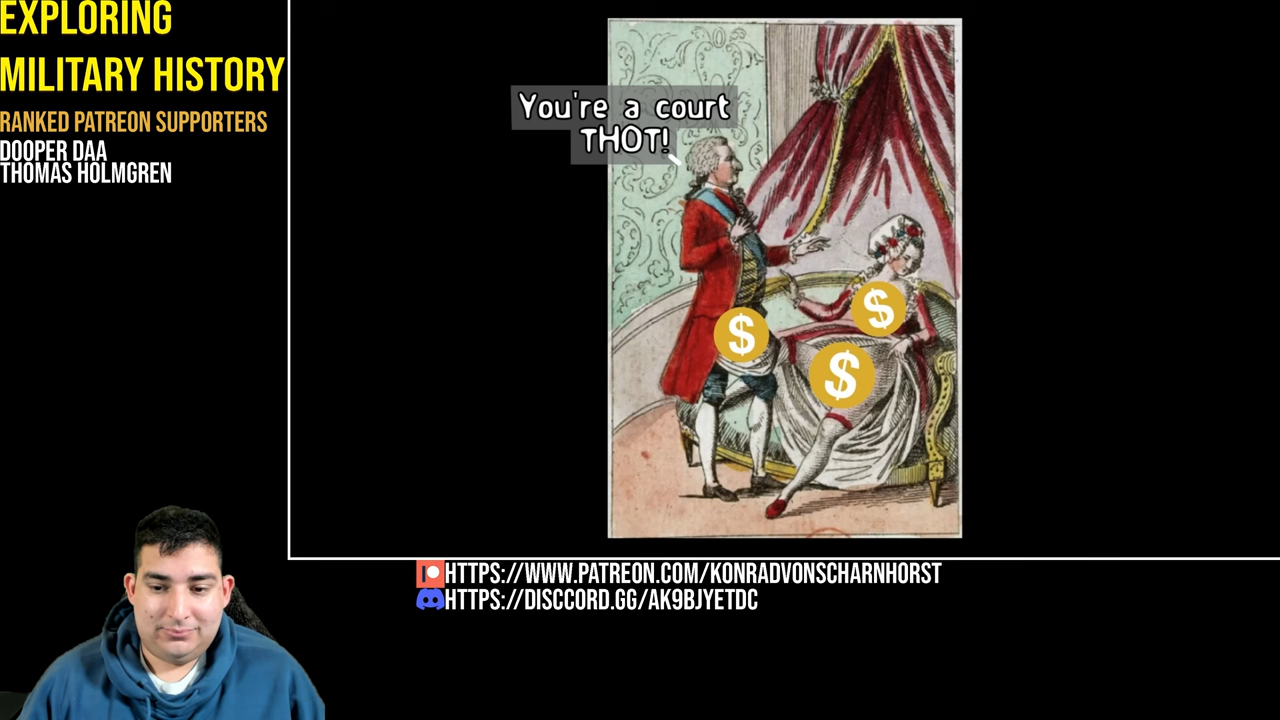 EXPLORING
MILITARY HISTORY
RANKED PATREON SUPPORTERS
DOOPER DAA
THOMAS HOLMGREN
You're a court
THOT!
$
$
$
HTTPS://WWW.PATREON.COM/KONRADVONSCHARNHORST
HTTPS://DISCCORD.GG/AK9BJYETDC